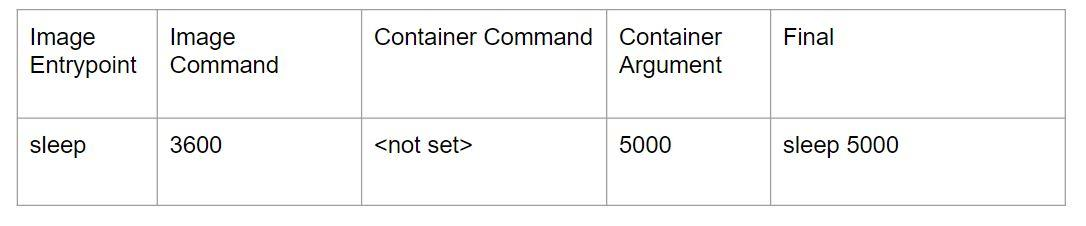 Image
Entrypoint
Image
Command
Container Command
Container
Argument
Final
sleep
3600
<not set>
5000
sleep 5000